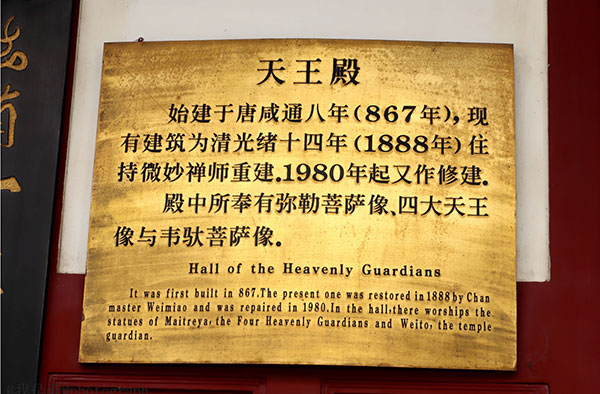 天王殿
始建于唐咸通八年(867年),现
有建筑为清光绪十四年(1888年)住
持微妙禅师重建.1980年起又作修建.
殿中所奉有弥勒菩萨像、四大天王
像与韦驮菩萨像.
Hall of the Heavenly Guardians
It was first built in 867.The present one was restored in 1888 by Chan
master Weimiao and was repaired in 1980.In the hall,there worships the
statues of Maitreya, the Four Heavenly Guardians and Weito, the temple
guardian.